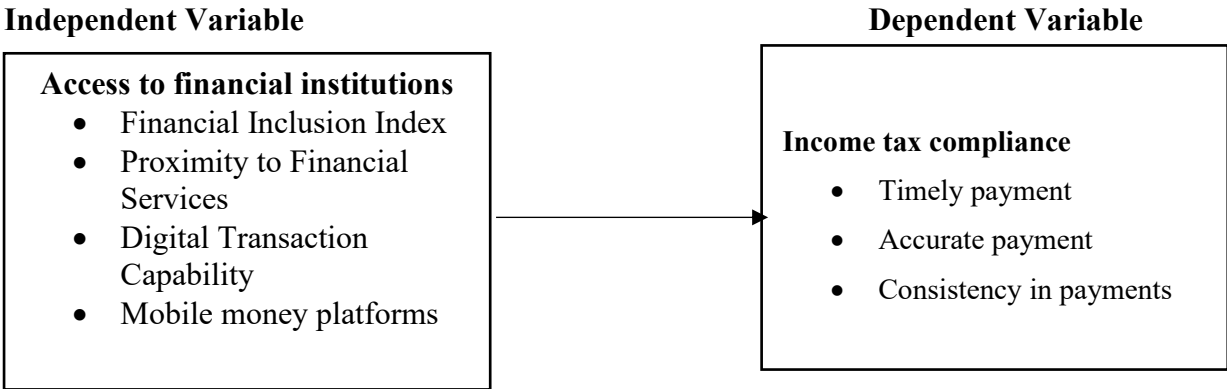 Independent Variable
Dependent Variable
Access to financial institutions
• Financial Inclusion Index
• Proximity to Financial
Services
• Digital Transaction
Capability
• Mobile money platforms
Income tax compliance
• Timely payment
• Accurate payment
• Consistency in payments